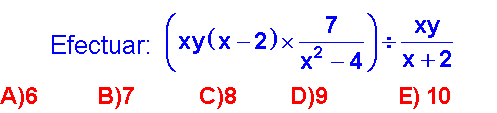 Efectuar: (xy(x − 2) × 7/(x² − 4)) ÷ xy/(x + 2)
A)6 B)7 C)8 D)9 E) 10